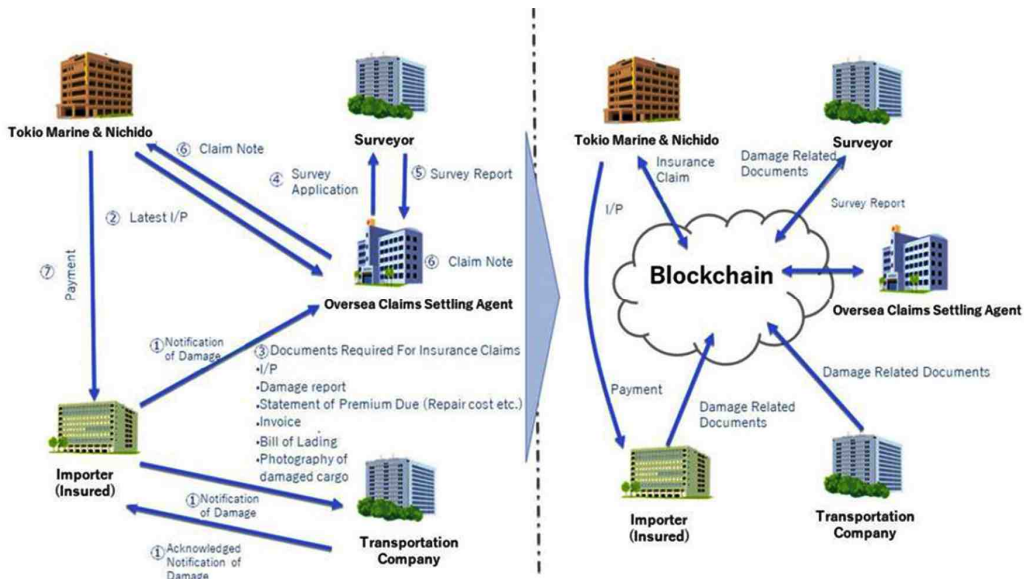 Tokio Marine & Nichido
⑥ Claim Note
Surveyor
④ Survey
Application
⑤ Survey Report
② Latest I/P
⑦ Payment
⑥ Claim Note
Oversea Claims Settling Agent
① Notification
of Damage
③ Documents Required For Insurance Claims
•I/P
•Damage report
•Statement of Premium Due (Repair cost etc.)
•Invoice
•Bill of Lading
•Photography of
damaged cargo
Importer
(Insured)
① Notification
of Damage
① Acknowledged
Notification of
Damage
Transportation
Company
Tokio Marine & Nichido
Surveyor
Insurance
Claim
Damage Related
Documents
I/P
Survey Report
Blockchain
Oversea Claims Settling Agent
Payment
Damage Related
Documents
Damage Related Documents
Importer
(Insured)
Transportation
Company